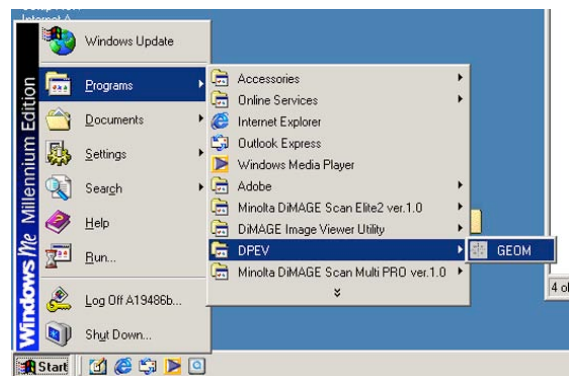 Windows Me Millennium Edition
Windows Update
Programs
Documents
Settings
Search
Help
Run...
Log Off A19486b...
Shut Down...
Accessories
Online Services
Internet Explorer
Outlook Express
Windows Media Player
Adobe
Minolta DiMAGE Scan Elite2 ver.1.0
DiMAGE Image Viewer Utility
DPEV
Minolta DiMAGE Scan Multi PRO ver.1.0
GEOM
4 ob
Start